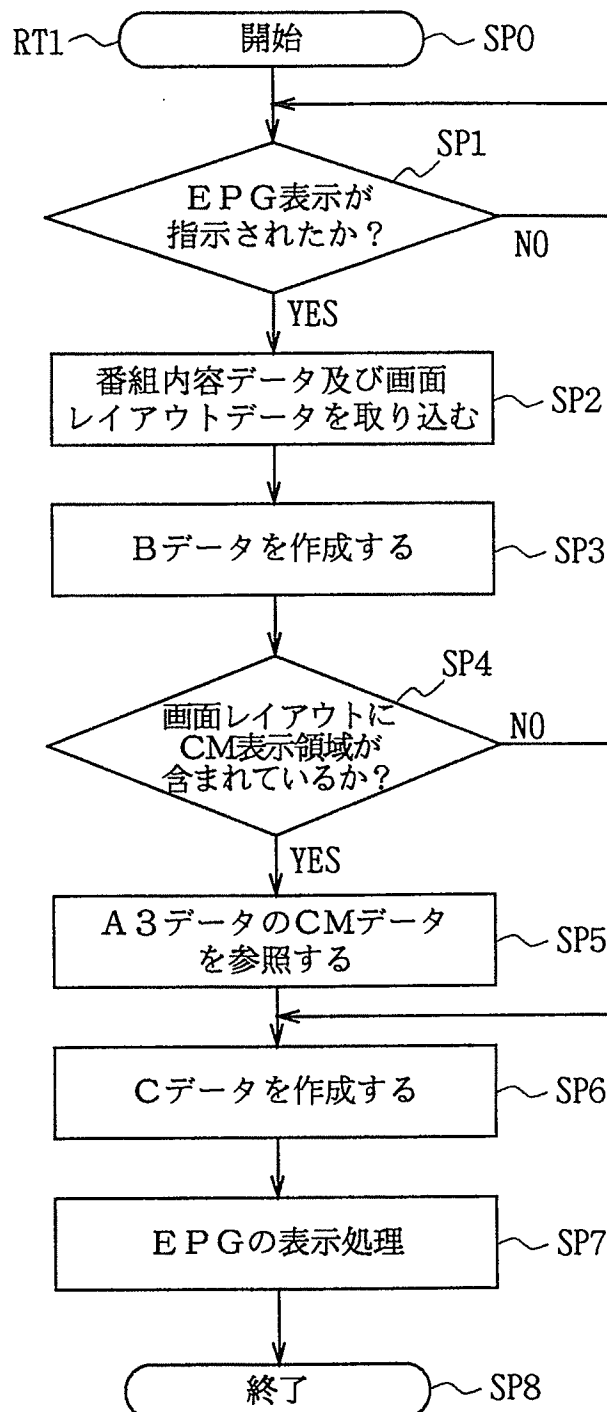 RT1
開始
SP0
SP1
EPG表示が
指示されたか?
NO
YES
番組内容データ及び画面
レイアウトデータを取り込む
SP2
Bデータを作成する
SP3
SP4
画面レイアウトに
CM表示領域が
含まれているか?
NO
YES
A3データのCMデータ
を参照する
SP5
Cデータを作成する
SP6
EPGの表示処理
SP7
終了
SP8